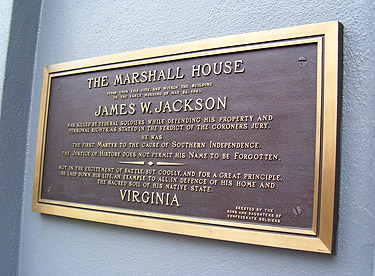 THE MARSHALL HOUSE
STOOD UPON THIS SITE, AND WITHIN THE BUILDING
ON THE EARLY MORNING OF MAY 24, 1861
JAMES W. JACKSON
WAS KILLED BY FEDERAL SOLDIERS WHILE DEFENDING HIS PROPERTY AND
PERSONAL RIGHTS, AS STATED IN THE VERDICT OF THE CORONERS JURY.
HE WAS
THE FIRST MARTYR TO THE CAUSE OF SOUTHERN INDEPENDENCE.
THE JUSTICE OF HISTORY DOES NOT PERMIT HIS NAME TO BE FORGOTTEN.
NOT IN THE EXCITEMENT OF BATTLE, BUT COOLLY, AND FOR A GREAT PRINCIPLE,
HE LAID DOWN HIS LIFE, AN EXAMPLE TO ALL, IN DEFENCE OF HIS HOME AND
THE SACRED SOIL OF HIS NATIVE STATE.
VIRGINIA
ERECTED BY THE
SONS AND DAUGHTERS OF
CONFEDERATE SOLDIERS